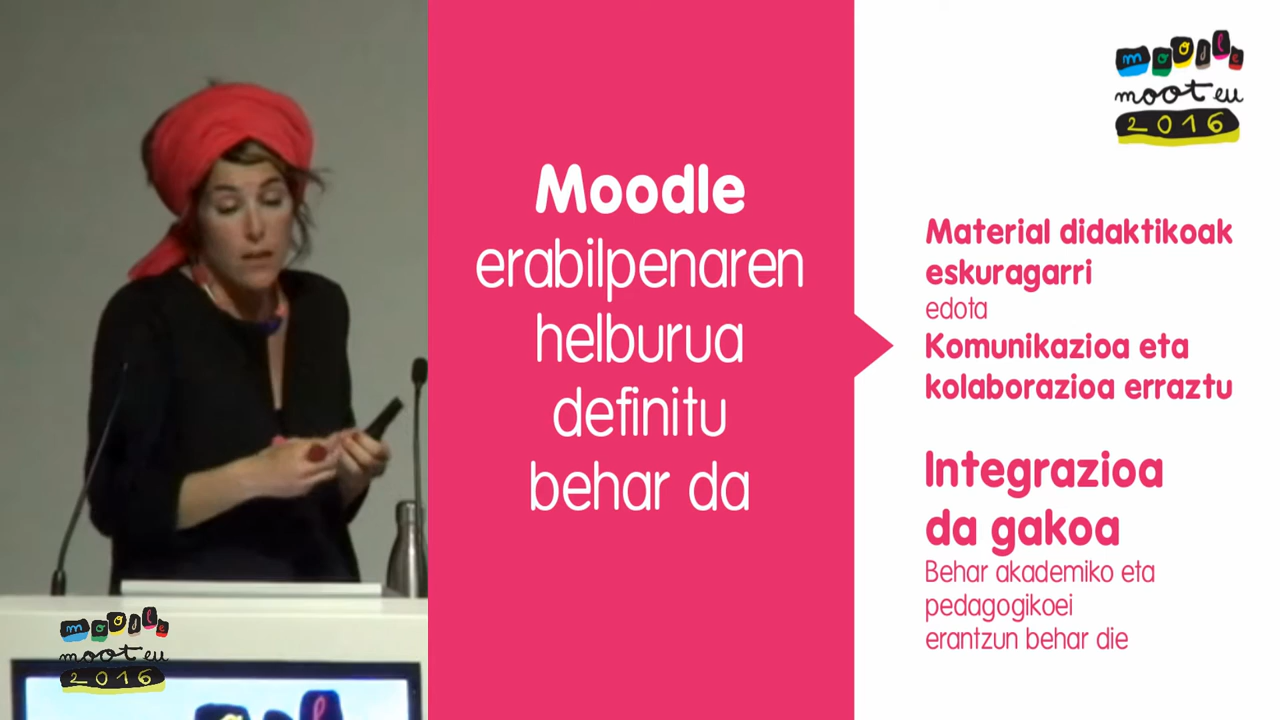 Moodle
erabilpenaren
helburua
definitu
behar da
moodle
moot eu
2016
Material didaktikoak
eskuragarri
edota
Komunikazioa eta
kolaborazioa erraztu
Integrazioa
da gakoa
Behar akademiko eta
pedagogikoei
erantzun behar die
moodle
moot eu
2016